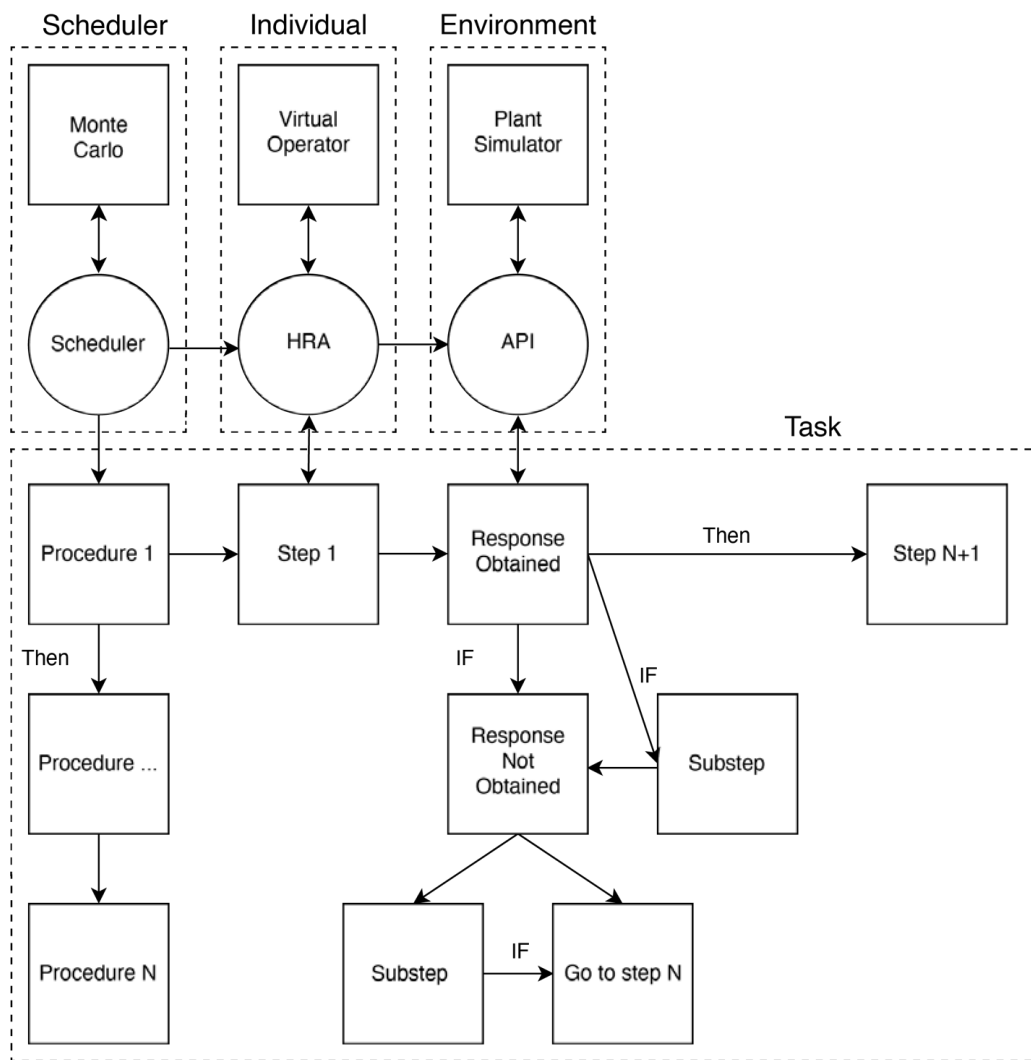 Scheduler
Individual
Environment
Monte
Carlo
Virtual
Operator
Plant
Simulator
Scheduler
HRA
API
Task
Procedure 1
Step 1
Response
Obtained
Then
Step N+1
Then
IF
IF
Procedure ...
Response
Not
Obtained
Substep
Procedure N
Substep
IF
Go to step N